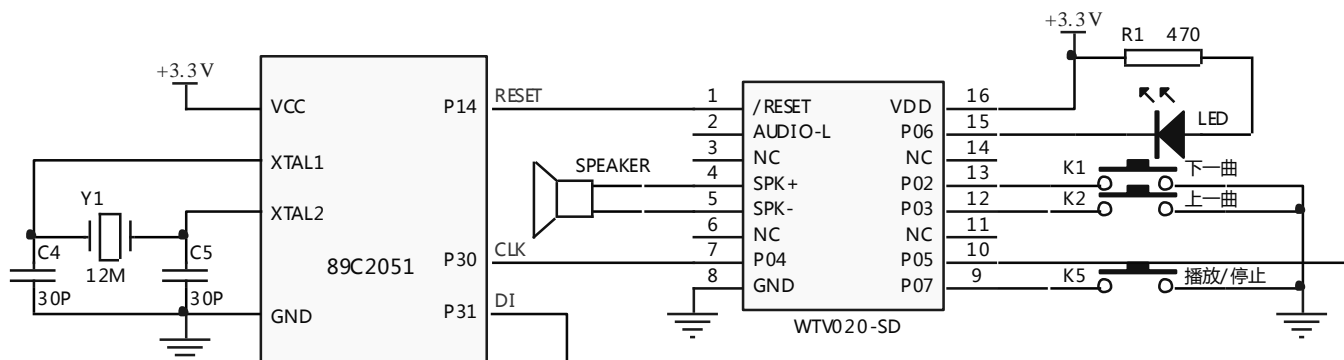 +3.3V
R1 470
+3.3V
VCC
P14
RESET
1
/RESET
VDD
16
2
AUDIO-L
P06
15
LED
XTAL1
SPEAKER
3
NC
NC
14
K1
下一曲
Y1
4
SPK+
P02
13
XTAL2
5
SPK-
P03
12
K2
上一曲
C4
C5
6
NC
NC
11
12M
89C2051
P30
CLK
7
P04
P05
10
30P
30P
8
GND
P07
9
K5
播放/停止
GND
P31
DI
WTV020-SD